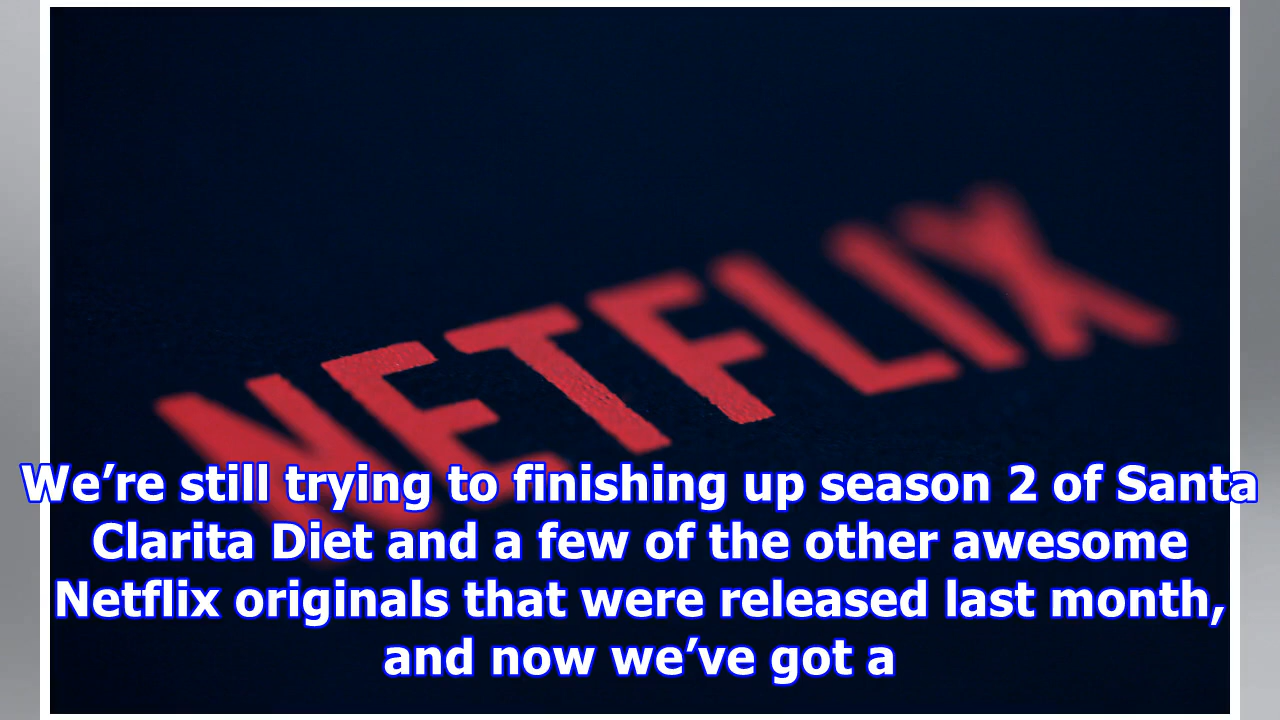 NETFLIX
We’re still trying to finishing up season 2 of Santa
Clarita Diet and a few of the other awesome
Netflix originals that were released last month,
and now we’ve got a